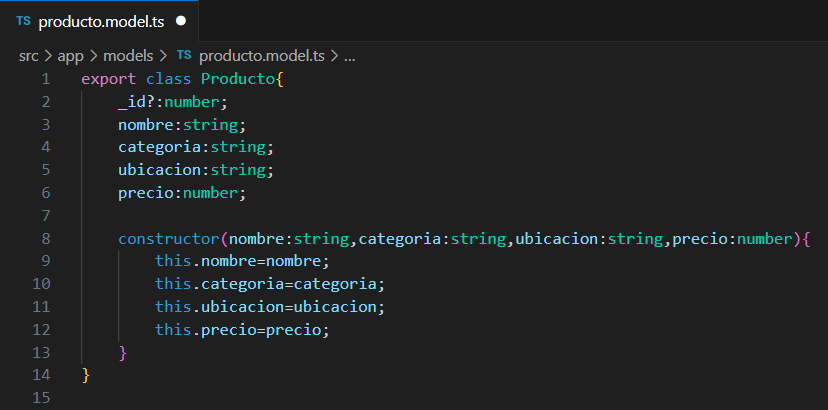 TS producto.model.ts ●
src > app > models > TS producto.model.ts > ...
1 export class Producto{
2     _id?:number;
3     nombre:string;
4     categoria:string;
5     ubicacion:string;
6     precio:number;
7
8     constructor(nombre:string,categoria:string,ubicacion:string,precio:number){
9         this.nombre=nombre;
10         this.categoria=categoria;
11         this.ubicacion=ubicacion;
12         this.precio=precio;
13     }
14 }
15